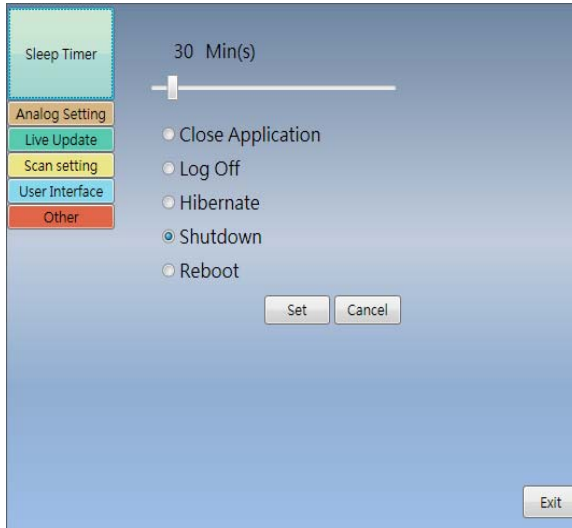 Sleep Timer
Analog Setting
Live Update
Scan setting
User Interface
Other
30 Min(s)
Close Application
Log Off
Hibernate
Shutdown
Reboot
Set Cancel
Exit